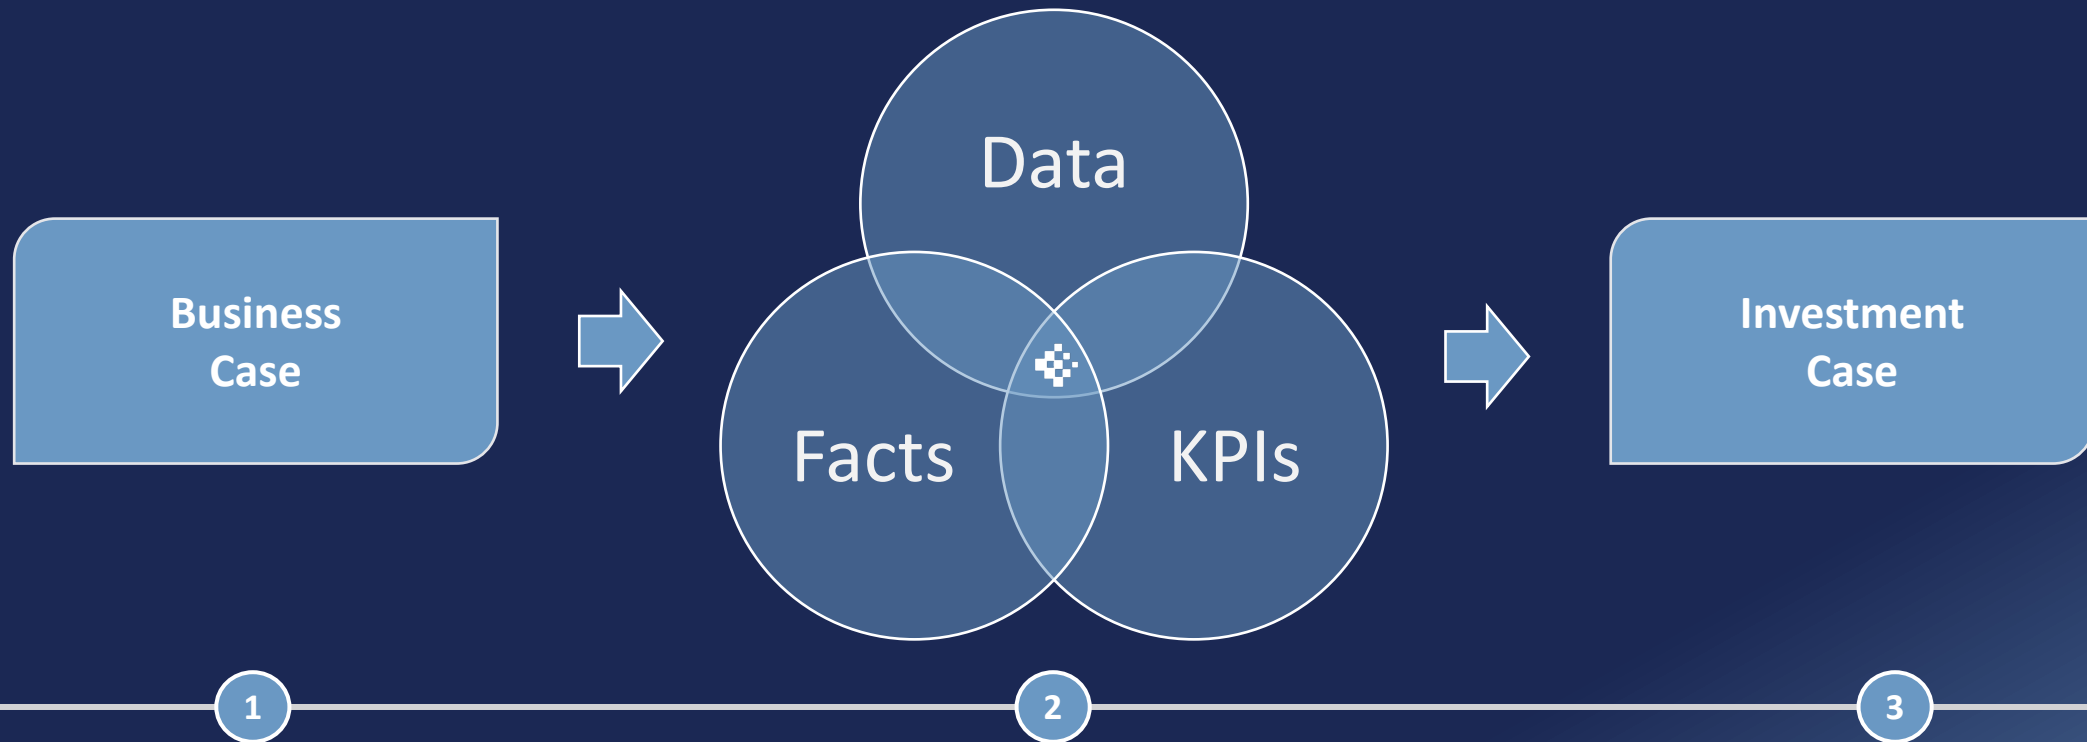 Business
Case
Data
Facts
KPIs
Investment
Case
1
2
3